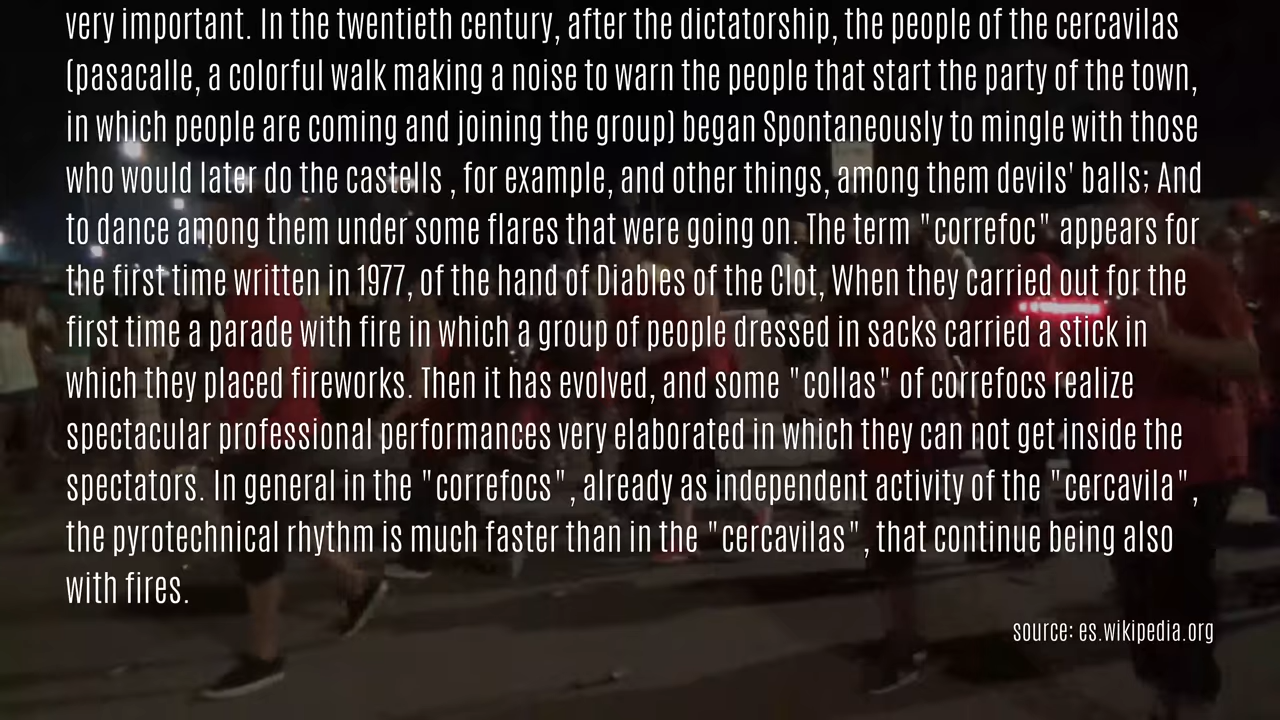 very important. In the twentieth century, after the dictatorship, the people of the cercavilas
(pasacalle, a colorful walk making a noise to warn the people that start the party of the town,
in which people are coming and joining the group) began Spontaneously to mingle with those
who would later do the castells , for example, and other things, among them devils' balls; And
to dance among them under some flares that were going on. The term "correfoc" appears for
the first time written in 1977, of the hand of Diables of the Clot, When they carried out for the
first time a parade with fire in which a group of people dressed in sacks carried a stick in
which they placed fireworks. Then it has evolved, and some "collas" of correfocs realize
spectacular professional performances very elaborated in which they can not get inside the
spectators. In general in the "correfocs", already as independent activity of the "cercavila",
the pyrotechnical rhythm is much faster than in the "cercavilas" , that continue being also
with fires.
source: es.wikipedia.org